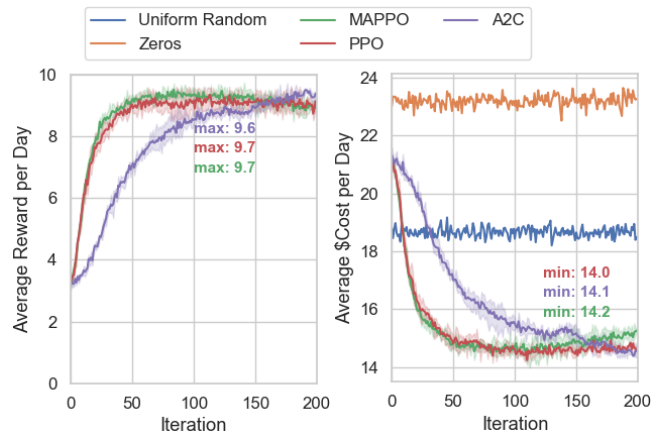 Uniform Random
MAPPO
A2C
Zeros
PPO
Average Reward per Day
10
8
6
4
2
0
max: 9.6
max: 9.7
max: 9.7
0
50
100
150
200
Iteration
Average $Cost per Day
24
22
20
18
16
14
min: 14.0
min: 14.1
min: 14.2
0
50
100
150
200
Iteration